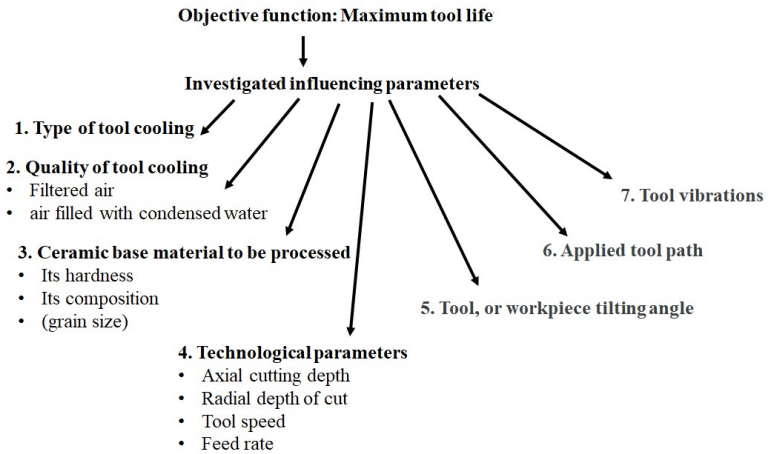 Objective function: Maximum tool life
Investigated influencing parameters
1. Type of tool cooling
2. Quality of tool cooling
• Filtered air
• air filled with condensed water
3. Ceramic base material to be processed
• Its hardness
• Its composition
• (grain size)
4. Technological parameters
• Axial cutting depth
• Radial depth of cut
• Tool speed
• Feed rate
5. Tool, or workpiece tilting angle
6. Applied tool path
7. Tool vibrations